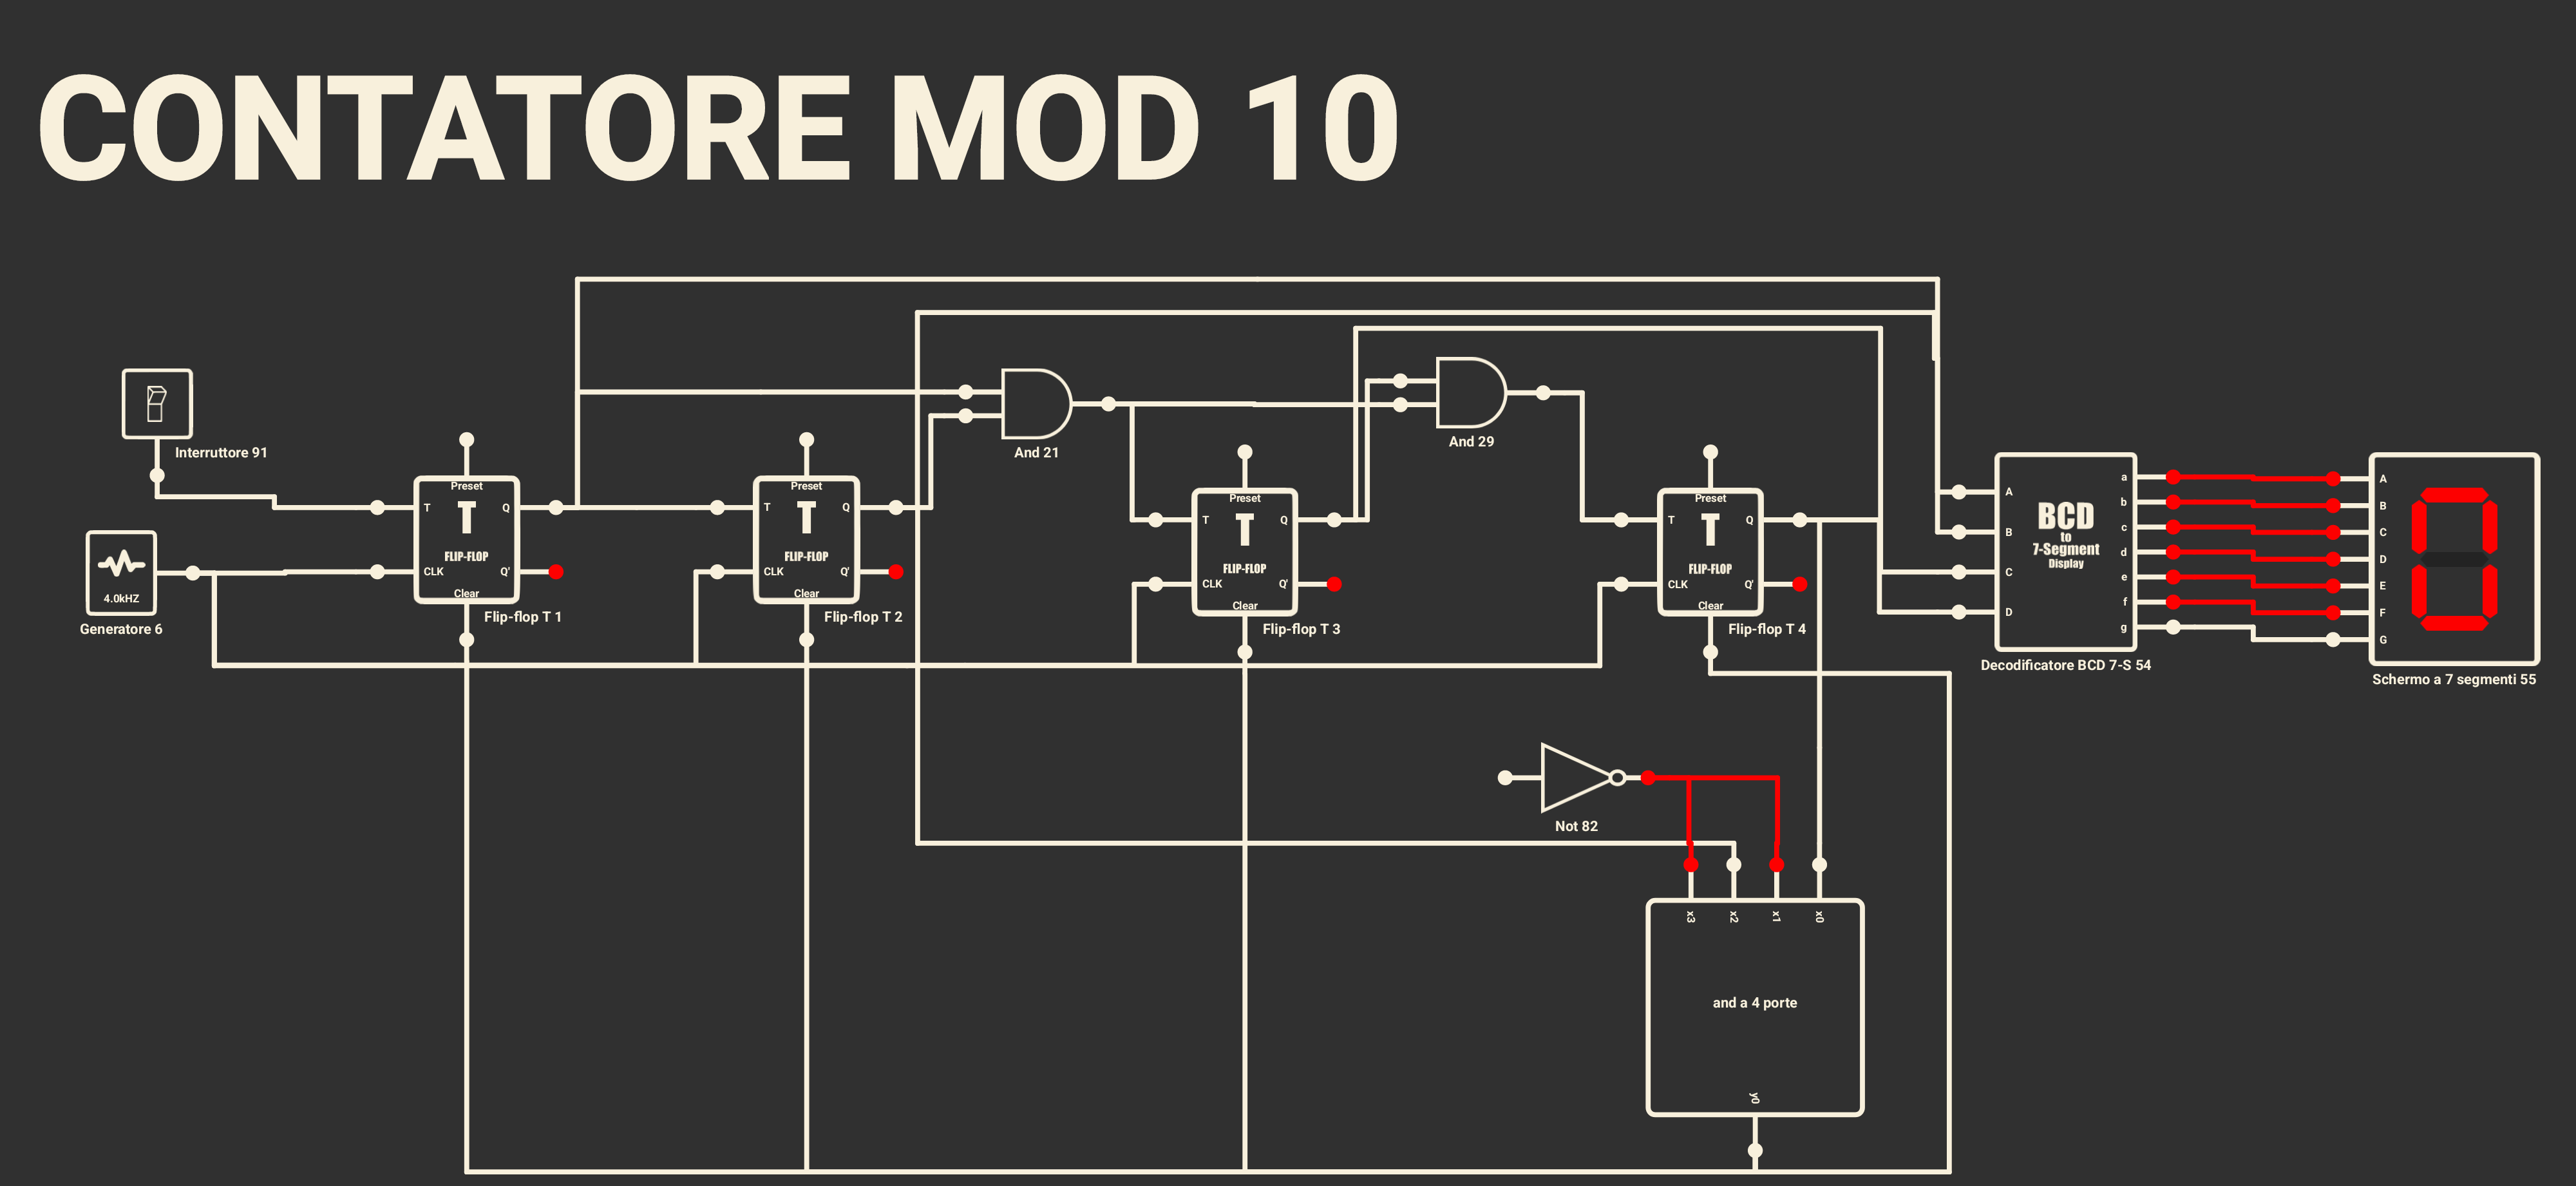 CONTATORE MOD 10
Interruttore 91
4.0kHZ
Generatore 6
Preset
T
T
Q
FLIP-FLOP
CLK
Q'
Clear
Flip-flop T 1
Preset
T
T
Q
FLIP-FLOP
CLK
Q'
Clear
Flip-flop T 2
And 21
Preset
T
T
Q
FLIP-FLOP
CLK
Q'
Clear
Flip-flop T 3
And 29
Preset
T
T
Q
FLIP-FLOP
CLK
Q'
Clear
Flip-flop T 4
A
B
C
D
BCD
to
7-Segment
Display
a
b
c
d
e
f
g
Decodificatore BCD 7-S 54
A
B
C
D
E
F
G
Schermo a 7 segmenti 55
Not 82
x3
x2
x1
x0
and a 4 porte
y0